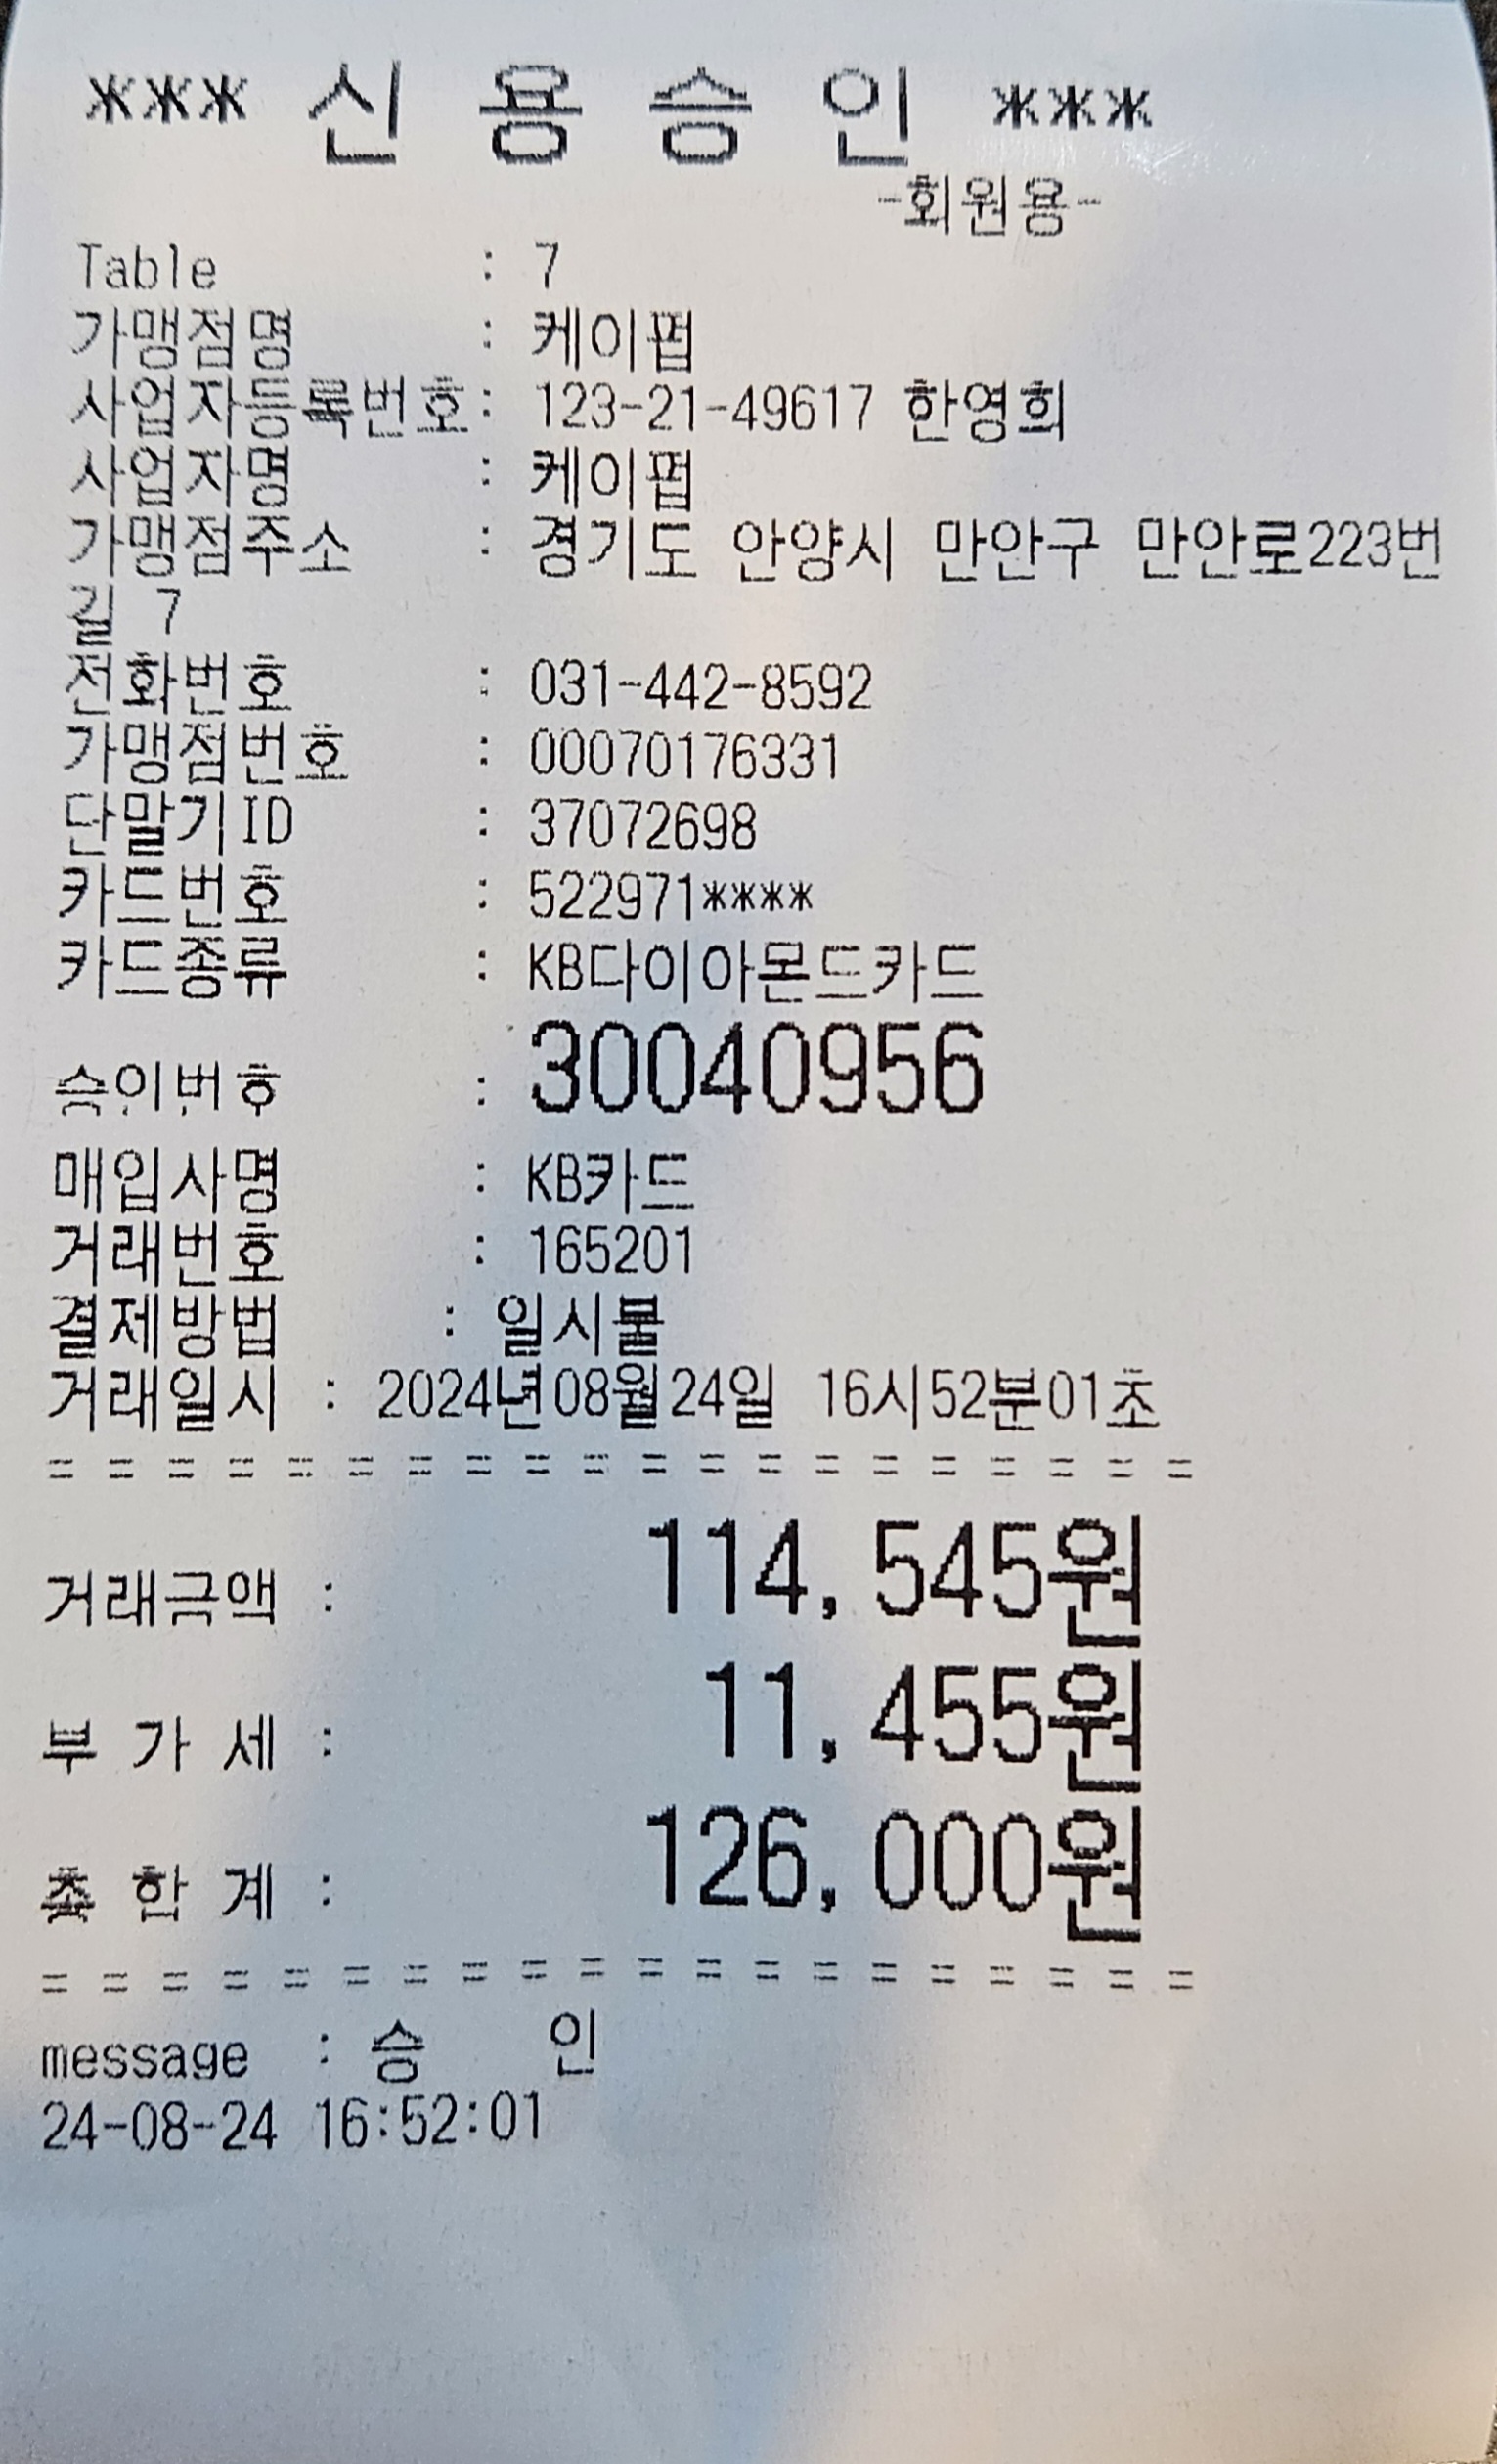 *** 신 용 승 인 ***
-회원용-
Table : 7
가맹점명 : 케이펍
사업자등록번호: 123-21-49617 한영희
사업자명 : 케이펍
가맹점주소 : 경기도 안양시 만안구 만안로223번
길 7
전화번호 : 031-442-8592
가맹점번호 : 00070176331
단말기ID : 37072698
카드번호 : 522971****
카드종류 : KB다이아몬드카드
승인번호 : 30040956
매입사명 : KB카드
거래번호 : 165201
결제방법 : 일시불
거래일시 : 2024년08월24일 16시52분01초
= = = = = = = = = = = = = = = = = = = =
거래금액 : 114,545원
부 가 세 : 11,455원
총 합 계 : 126,000원
= = = = = = = = = = = = = = = = = = = =
message : 승 인
24-08-24 16:52:01